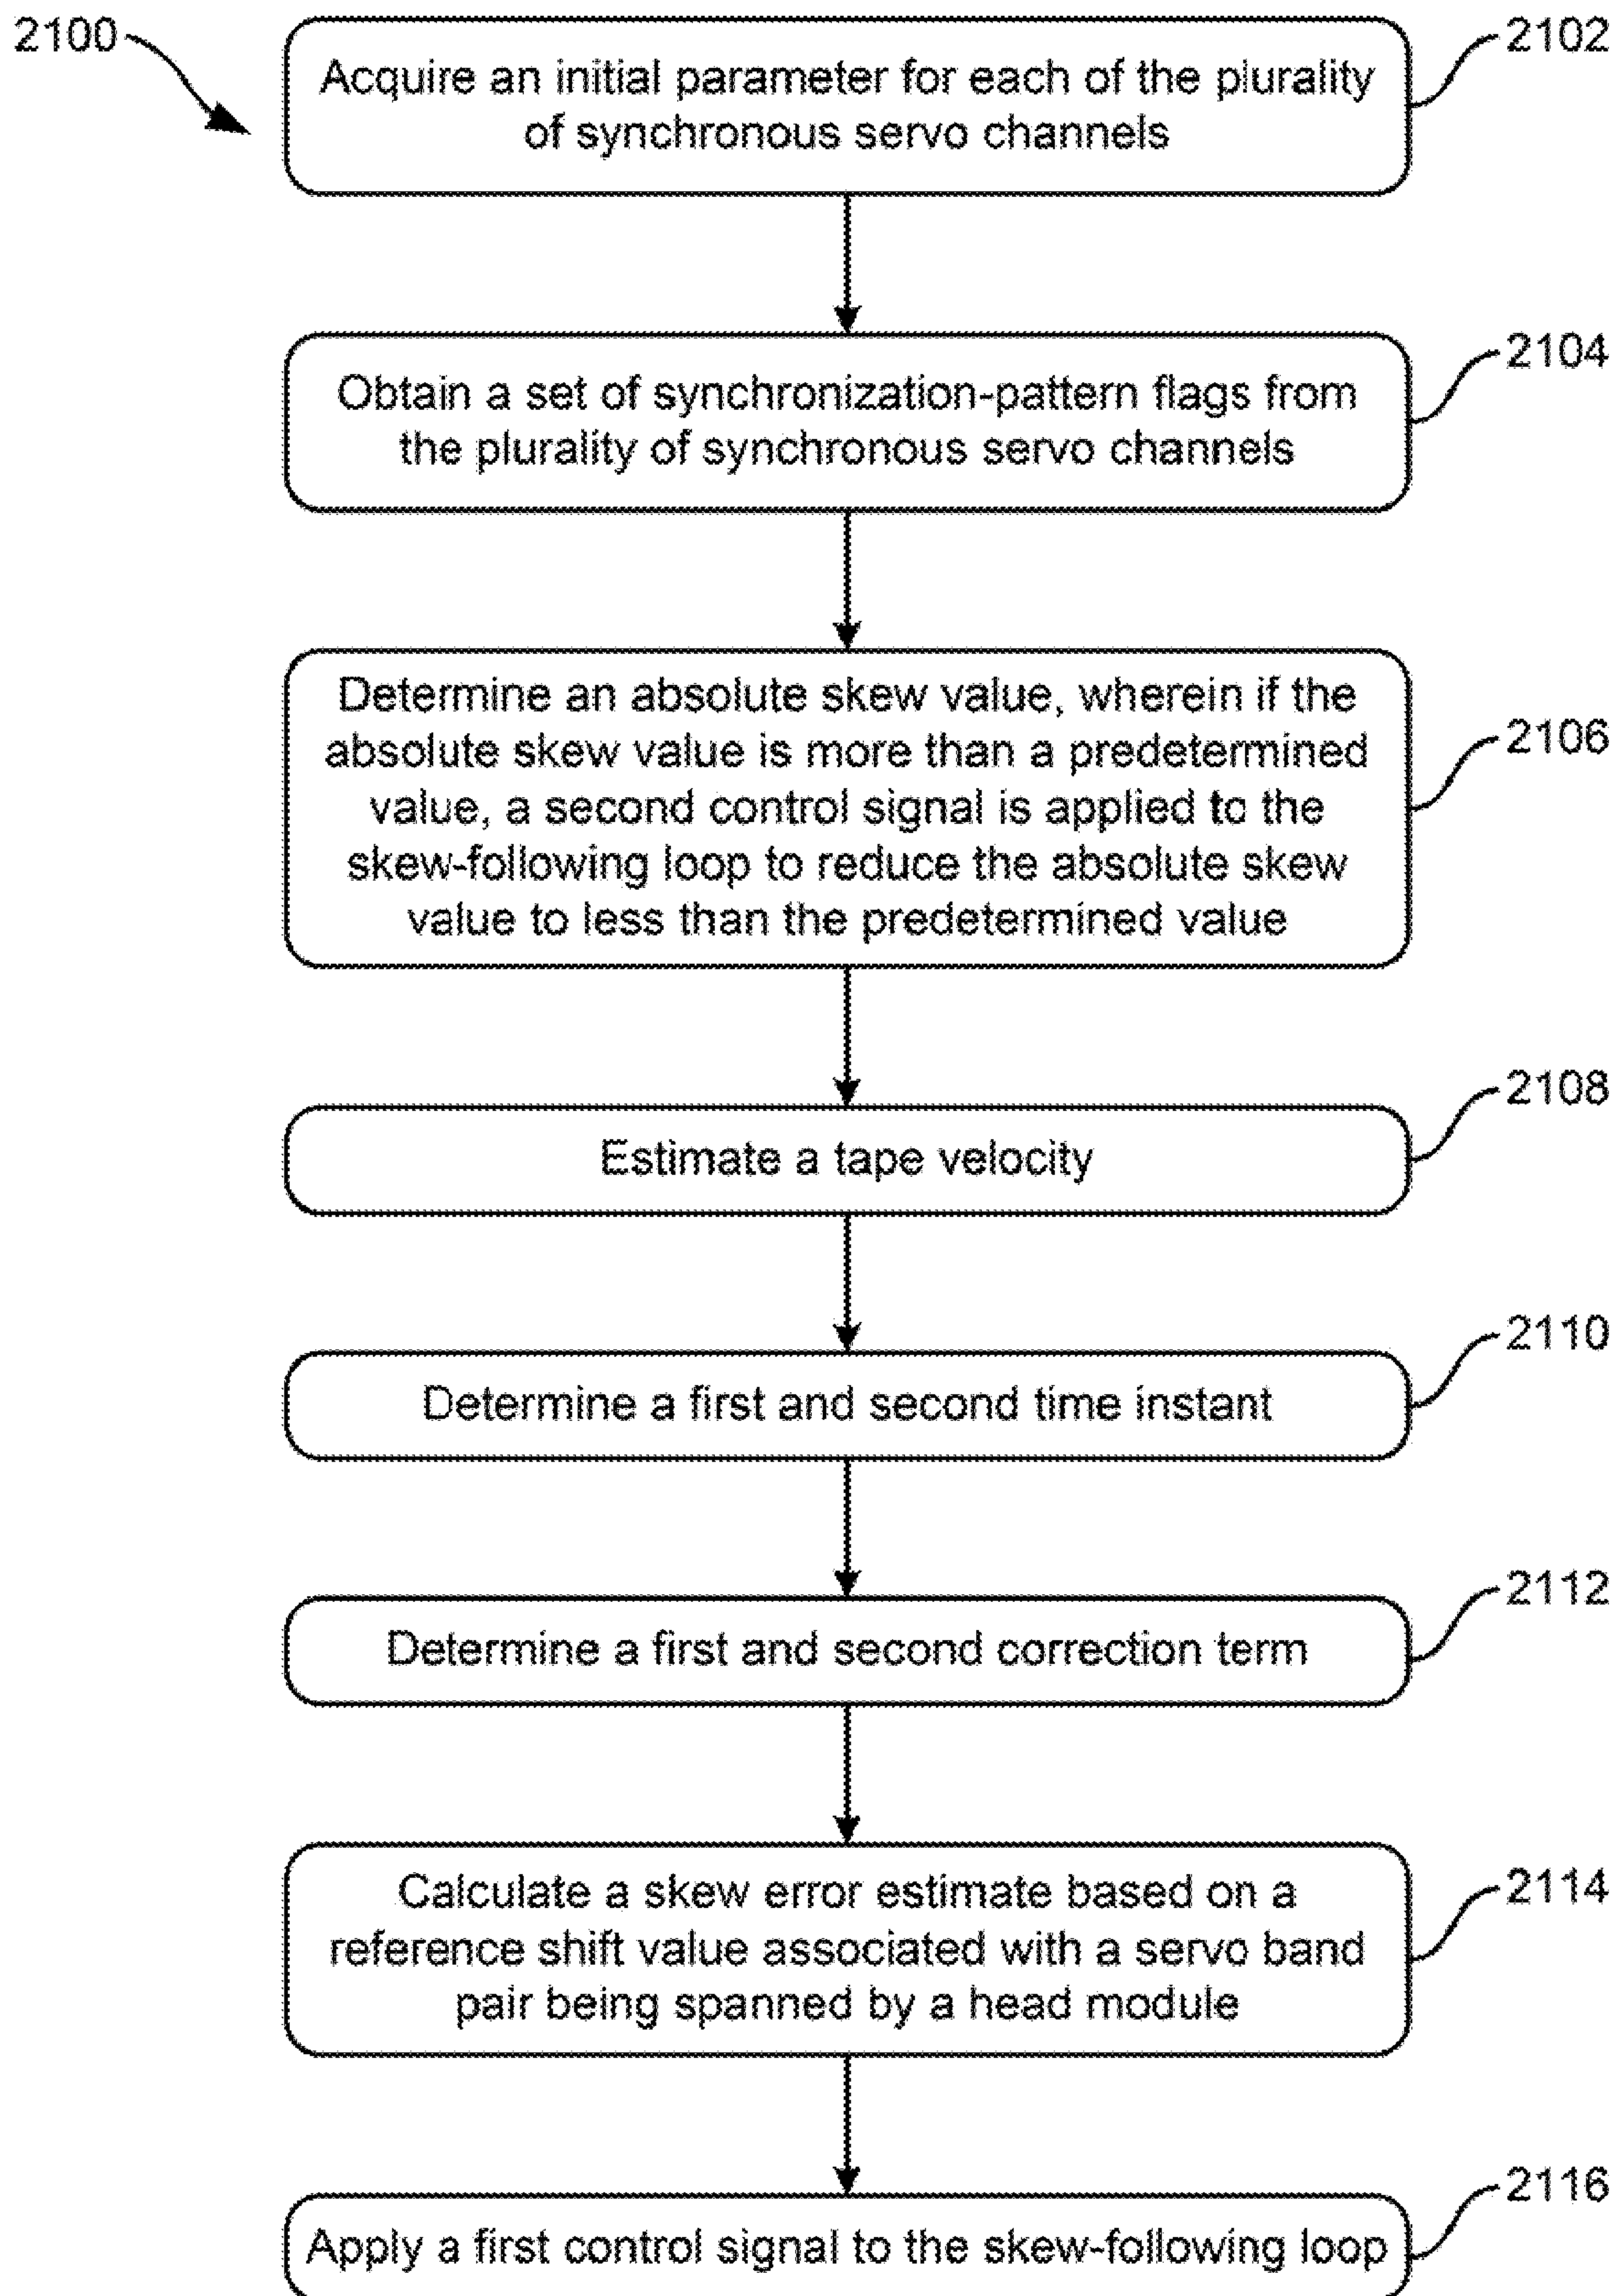 2100
2102
Acquire an initial parameter for each of the plurality
of synchronous servo channels
2104
Obtain a set of synchronization-pattern flags from
the plurality of synchronous servo channels
2106
Determine an absolute skew value, wherein if the
absolute skew value is more than a predetermined
value, a second control signal is applied to the
skew-following loop to reduce the absolute skew
value to less than the predetermined value
2108
Estimate a tape velocity
2110
Determine a first and second time instant
2112
Determine a first and second correction term
2114
Calculate a skew error estimate based on a
reference shift value associated with a servo band
pair being spanned by a head module
2116
Apply a first control signal to the skew-following loop